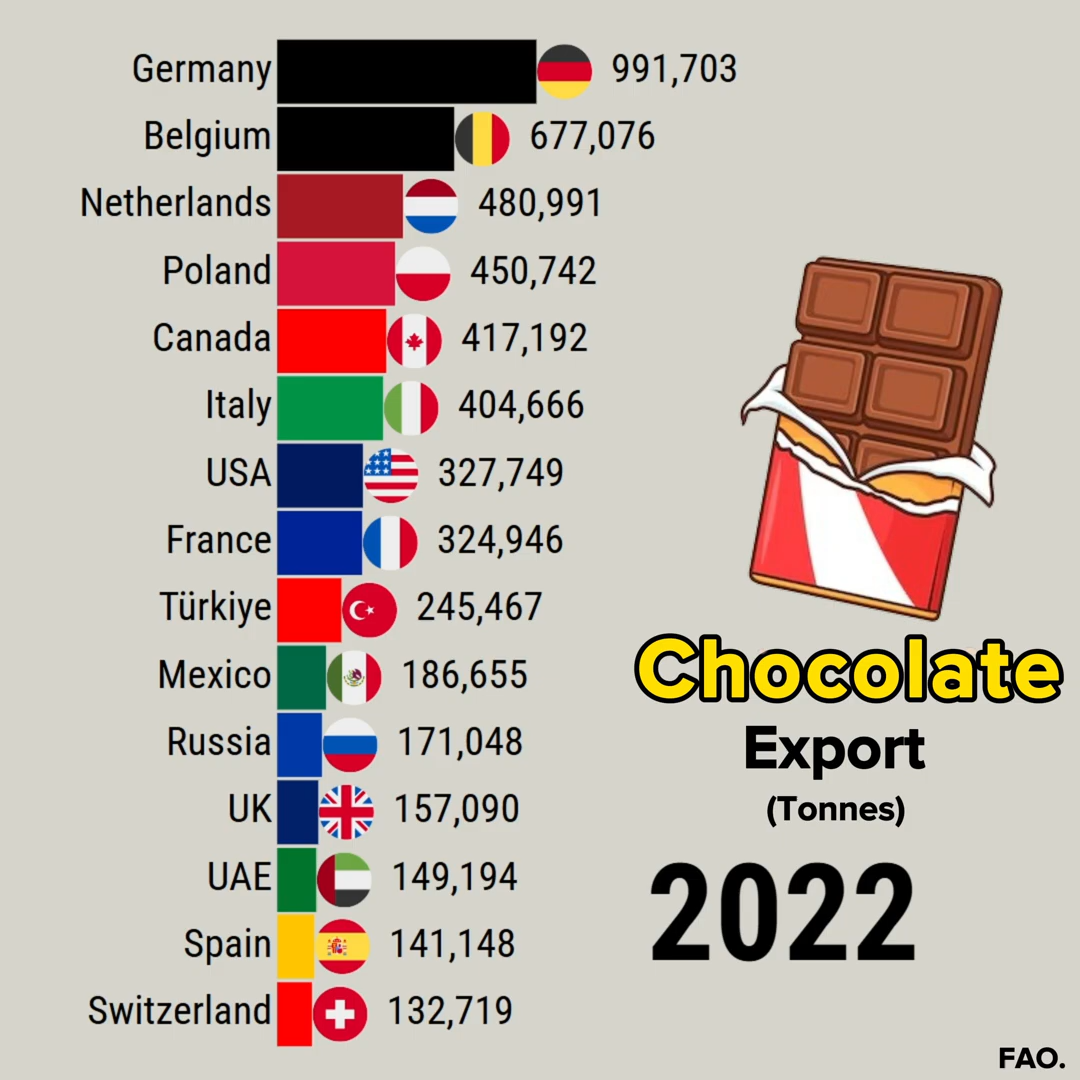 Germany 991,703
Belgium 677,076
Netherlands 480,991
Poland 450,742
Canada 417,192
Italy 404,666
USA 327,749
France 324,946
Türkiye 245,467
Mexico 186,655
Russia 171,048
UK 157,090
UAE 149,194
Spain 141,148
Switzerland 132,719
Chocolate
Export
(Tonnes)
2022
FAO.